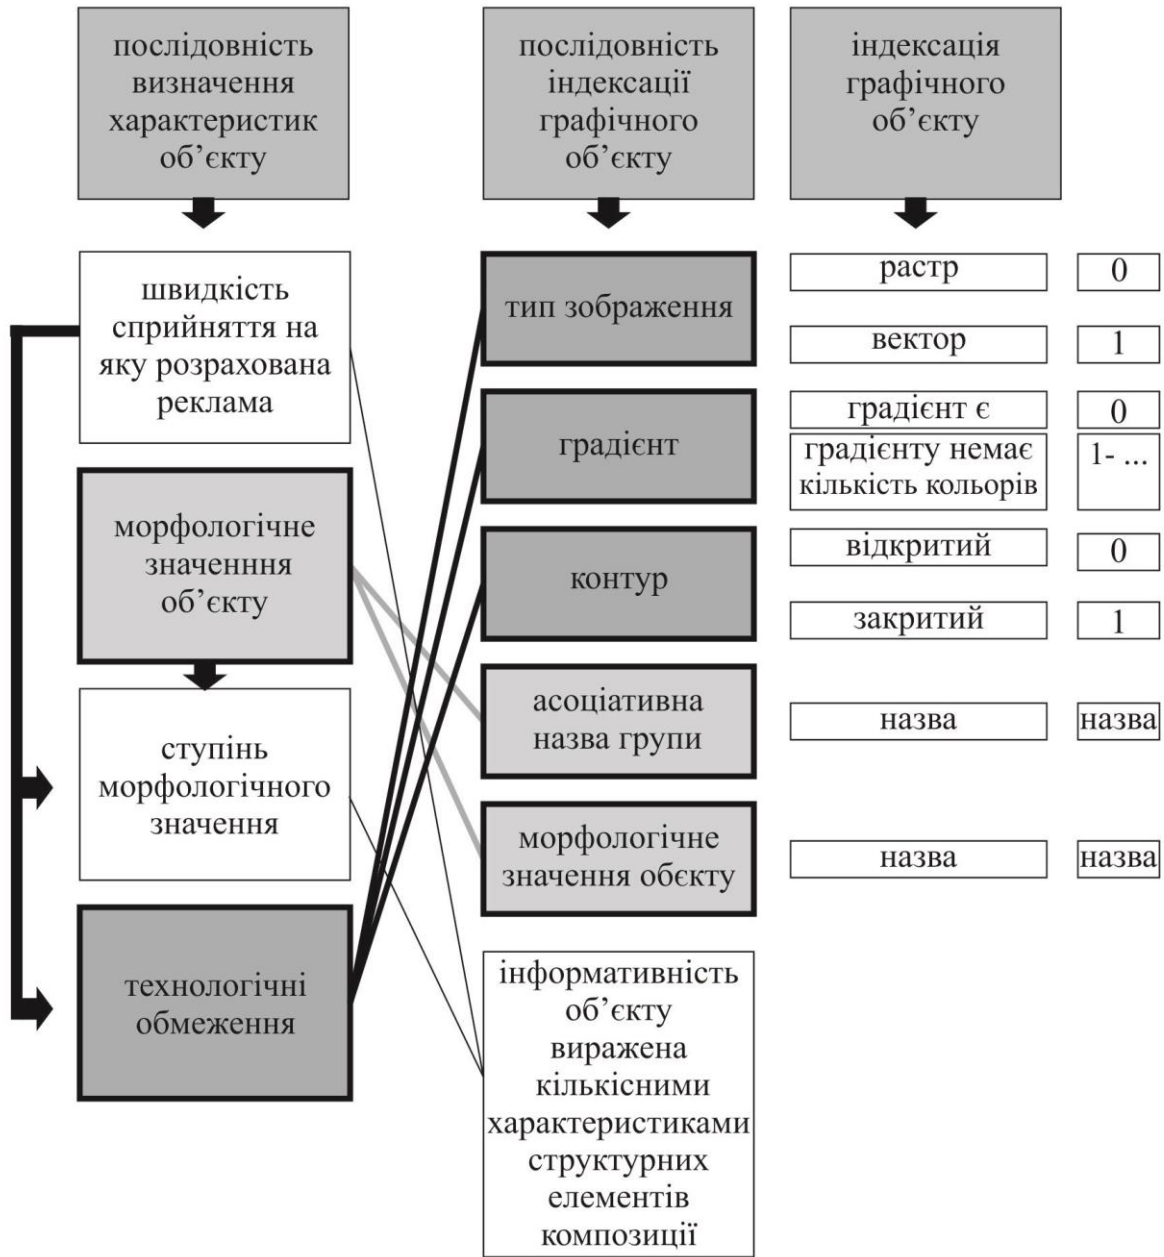 послідовність
визначення
характеристик
об’єкту
послідовність
індексації
графічного
об’єкту
індексація
графічного
об’єкту
швидкість
сприйняття на
яку розрахована
реклама
морфологічне
значенння
об’єкту
ступінь
морфологічного
значення
технологічні
обмеження
тип зображення
градієнт
контур
асоціативна
назва групи
морфологічне
значення обєкту
інформативність
об’єкту
виражена
кількісними
характеристиками
структурних
елементів
композиції
растр 0
вектор 1
градієнт є 0
градієнту немає 1- ...
кількість кольорів
відкритий 0
закритий 1
назва назва
назва назва